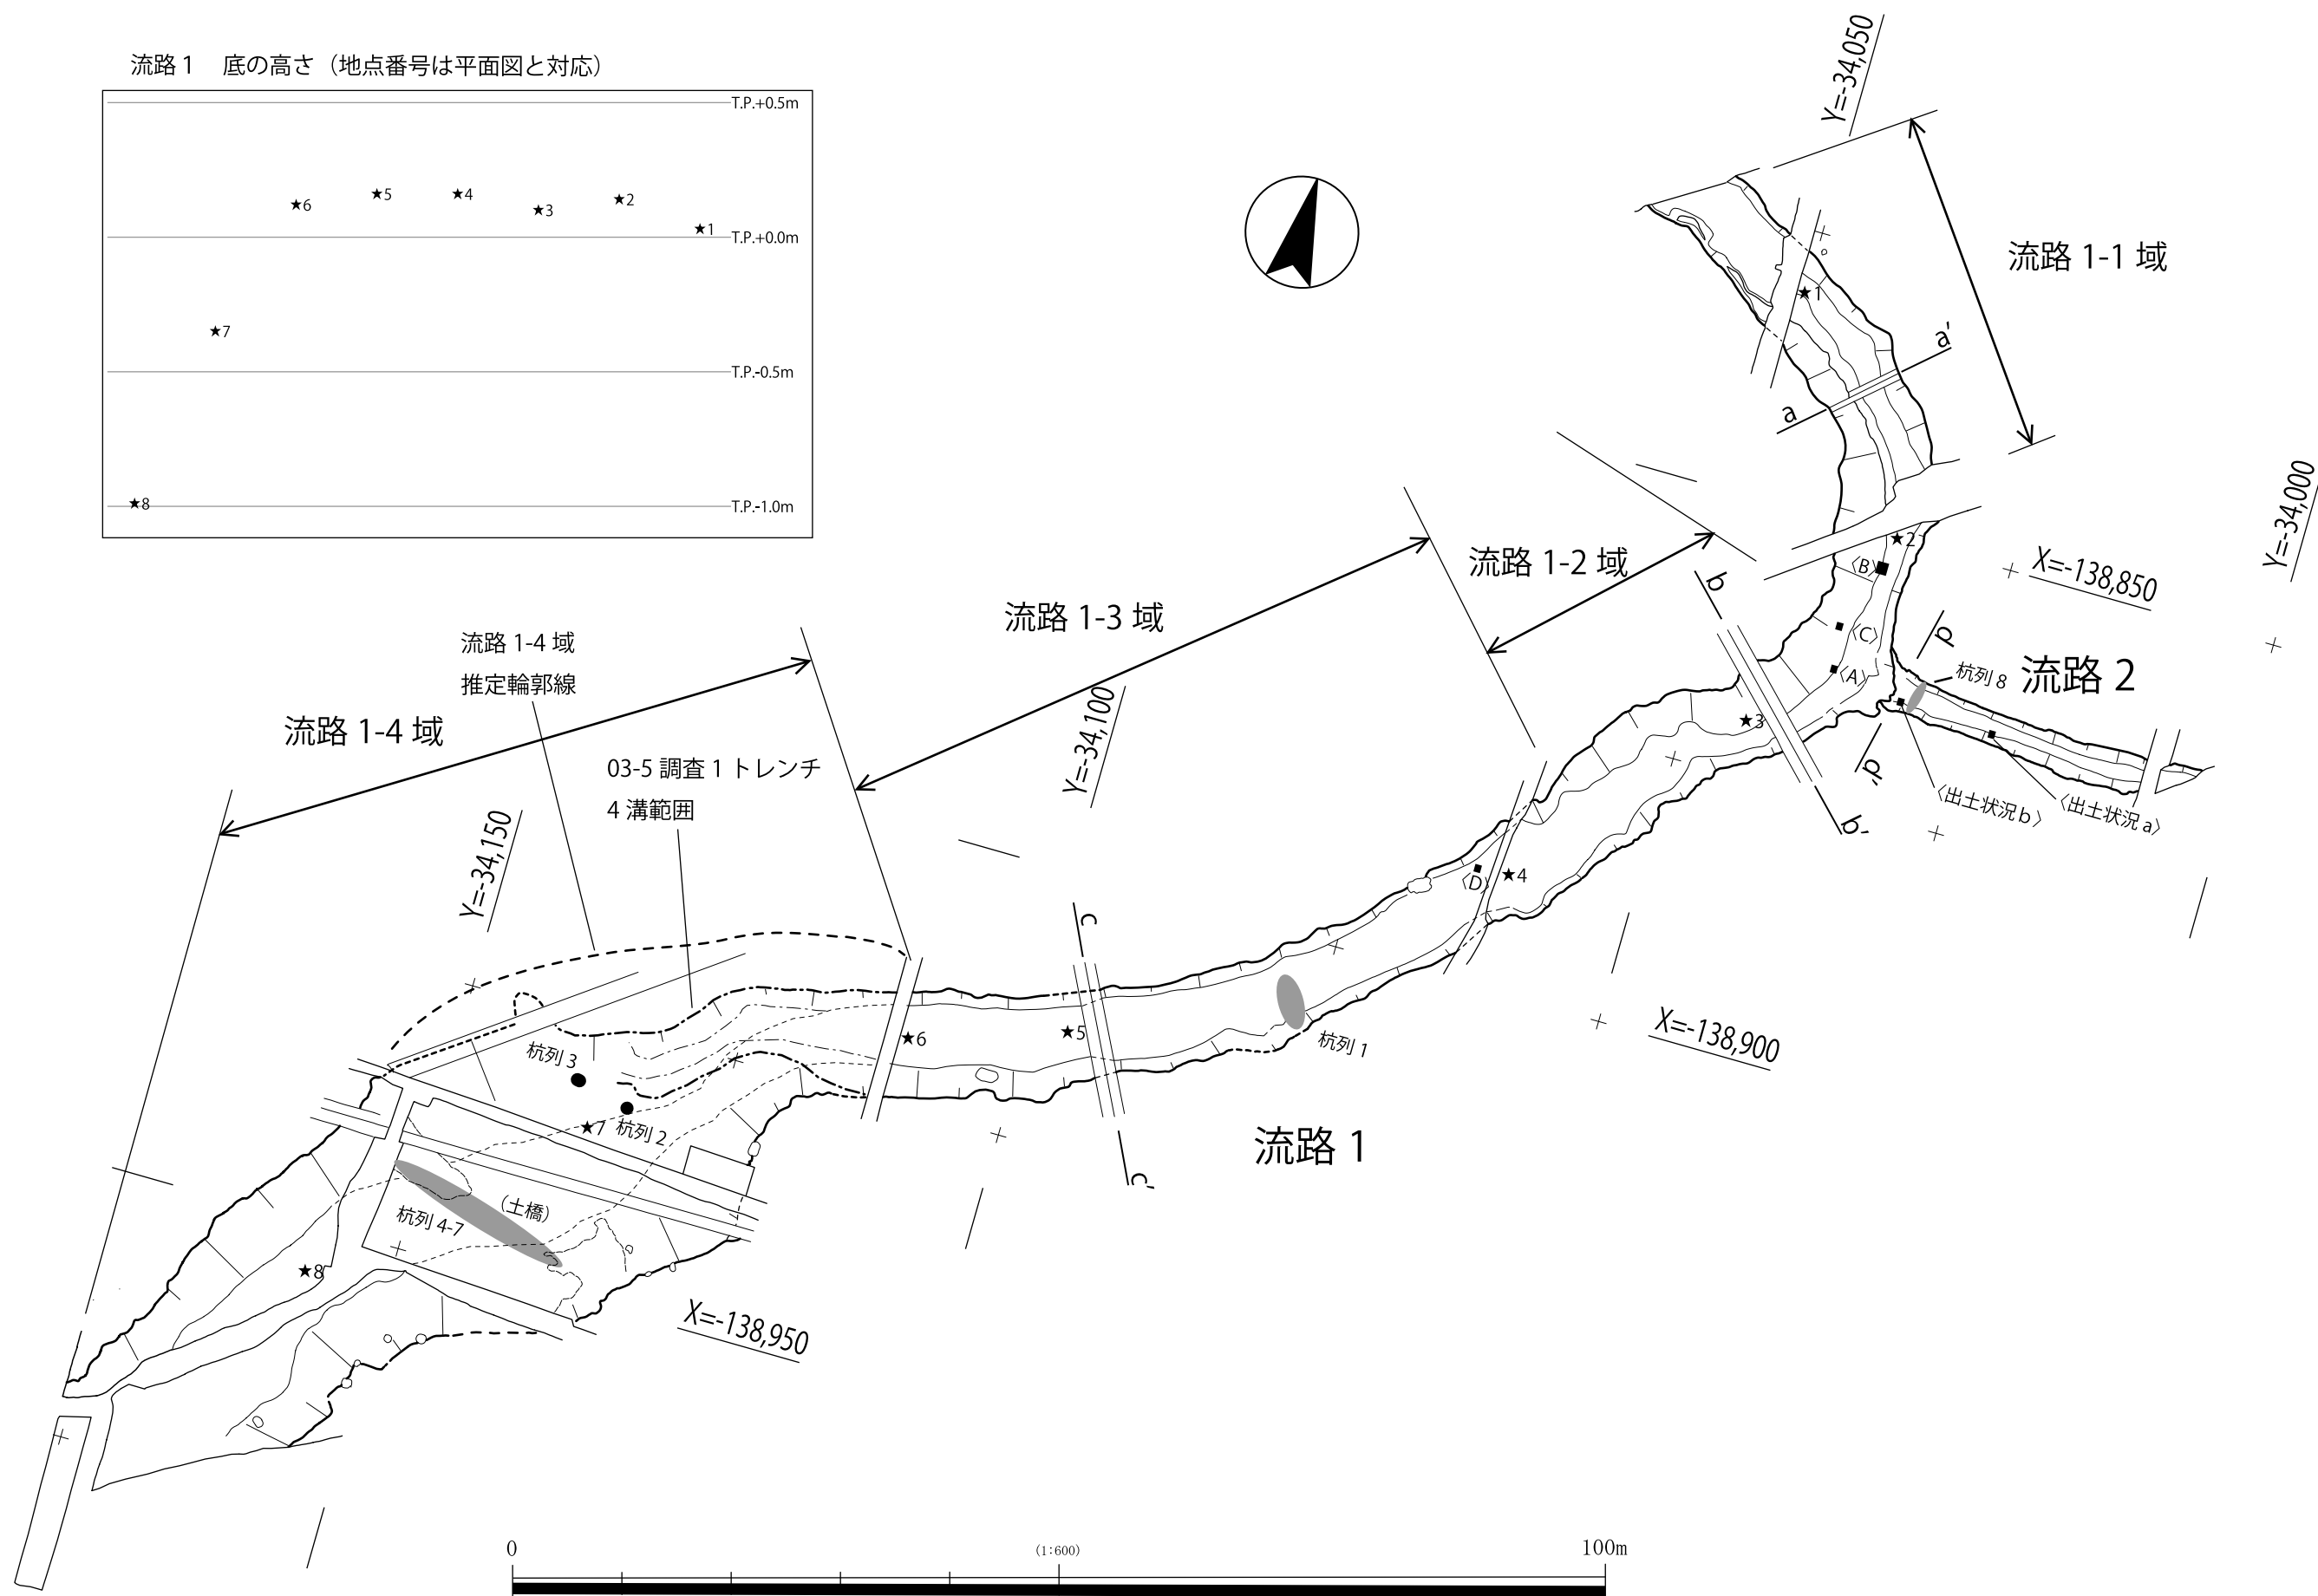 流路1　底の高さ（地点番号は平面図と対応）
T.P.+0.5m
★6
★5
★4
★3
★2
★1
T.P.+0.0m
★7
T.P.-0.5m
★8
T.P.-1.0m
Y=-34,050
流路 1-1 域
★1
a'
a
Y=-34,000
流路 1-2 域
b
★2
〈B〉
X=-138,850
〈C〉
d
流路 2
杭列 8
〈A〉
★3
d'
〈出土状況 b〉
〈出土状況 a〉
b'
流路 1-3 域
流路 1-4 域
推定輪郭線
流路 1-4 域
Y=-34,100
03-5 調査 1 トレンチ
4 溝範囲
Y=-34,150
〈D〉
★4
c
★5
★6
杭列 1
X=-138,900
杭列 3
★7
杭列 2
流路 1
c'
（土橋）
杭列 4-7
★8
X=-138,950
0
(1:600)
100m